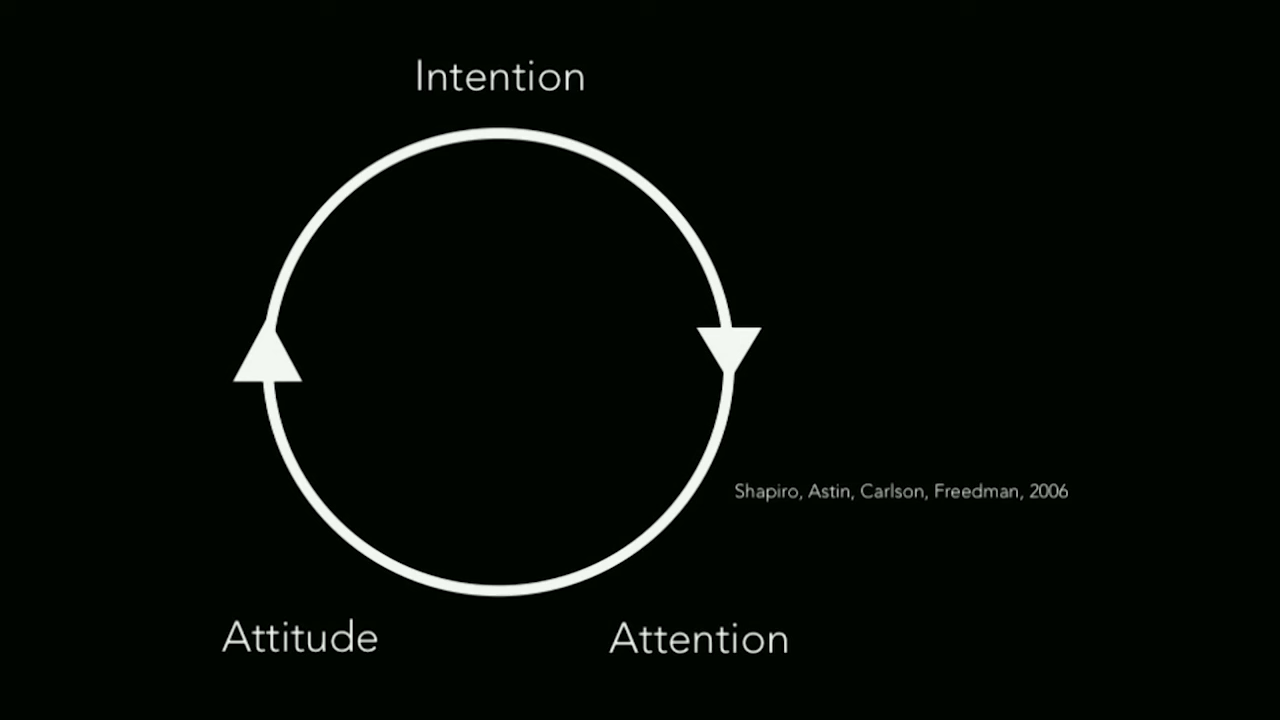 Intention
Shapiro, Astin, Carlson, Freedman, 2006
Attitude
Attention